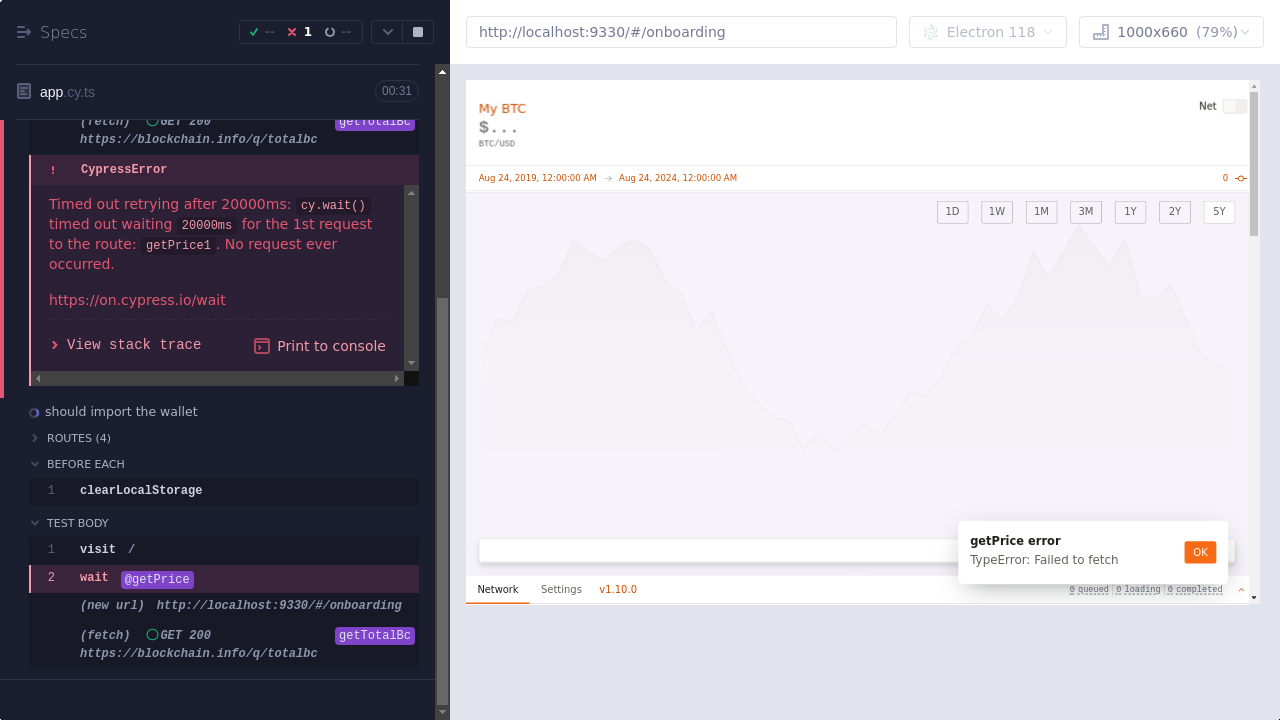 Specs
-- 1 --
app.cy.ts
00:31
(fetch) GET 200 getTotalBc
https://blockchain.info/q/totalbc
! CypressError
Timed out retrying after 20000ms: cy.wait()
timed out waiting 20000ms for the 1st request
to the route: getPrice1. No request ever
occurred.
https://on.cypress.io/wait
View stack trace
Print to console
should import the wallet
ROUTES (4)
BEFORE EACH
1 clearLocalStorage
TEST BODY
1 visit /
2 wait @getPrice
(new url) http://localhost:9330/#/onboarding
(fetch) GET 200 getTotalBc
https://blockchain.info/q/totalbc
http://localhost:9330/#/onboarding
Electron 118
1000x660 (79%)
My BTC
$...
BTC/USD
Net
Aug 24, 2019, 12:00:00 AM → Aug 24, 2024, 12:00:00 AM
0
1D 1W 1M 3M 1Y 2Y 5Y
getPrice error
TypeError: Failed to fetch
OK
Network Settings v1.10.0
0 queued 0 loading 0 completed